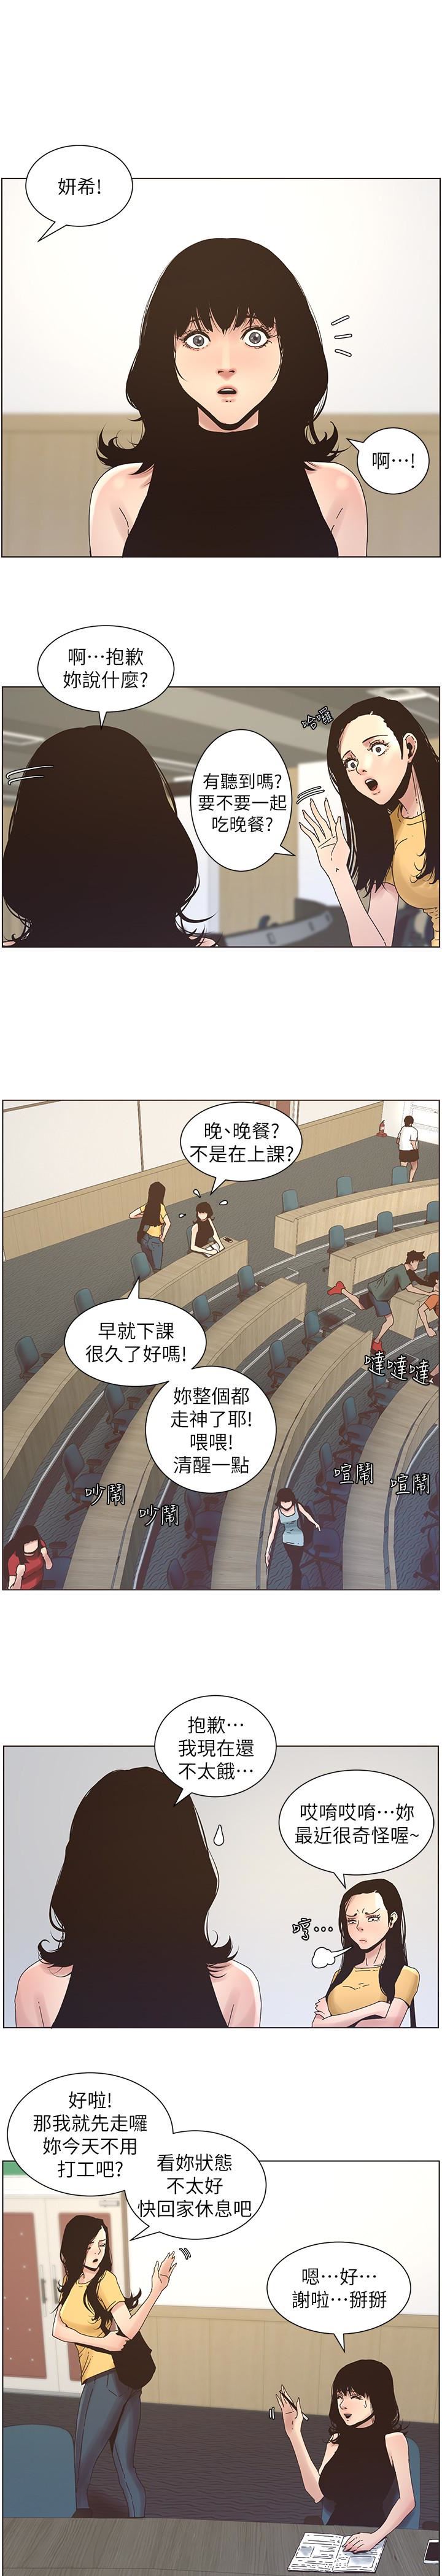 妍希!
啊⋯!
啊⋯抱歉
妳說什麼?
哈囉
有聽到嗎?
要不要一起
吃晚餐?
晚、晚餐?
不是在上課?
早就下課
很久了好嗎!
噠噠噠
妳整個都
走神了耶!
喂喂!
清醒一點
吵鬧
吵鬧
喧鬧
喧鬧
抱歉⋯
我現在還
不太餓⋯
哎唷哎唷⋯妳
最近很奇怪喔~
哼⋯
好啦!
那我就先走囉
妳今天不用
打工吧?
看妳狀態
不太好
快回家休息吧
嗯⋯好⋯
謝啦⋯掰掰